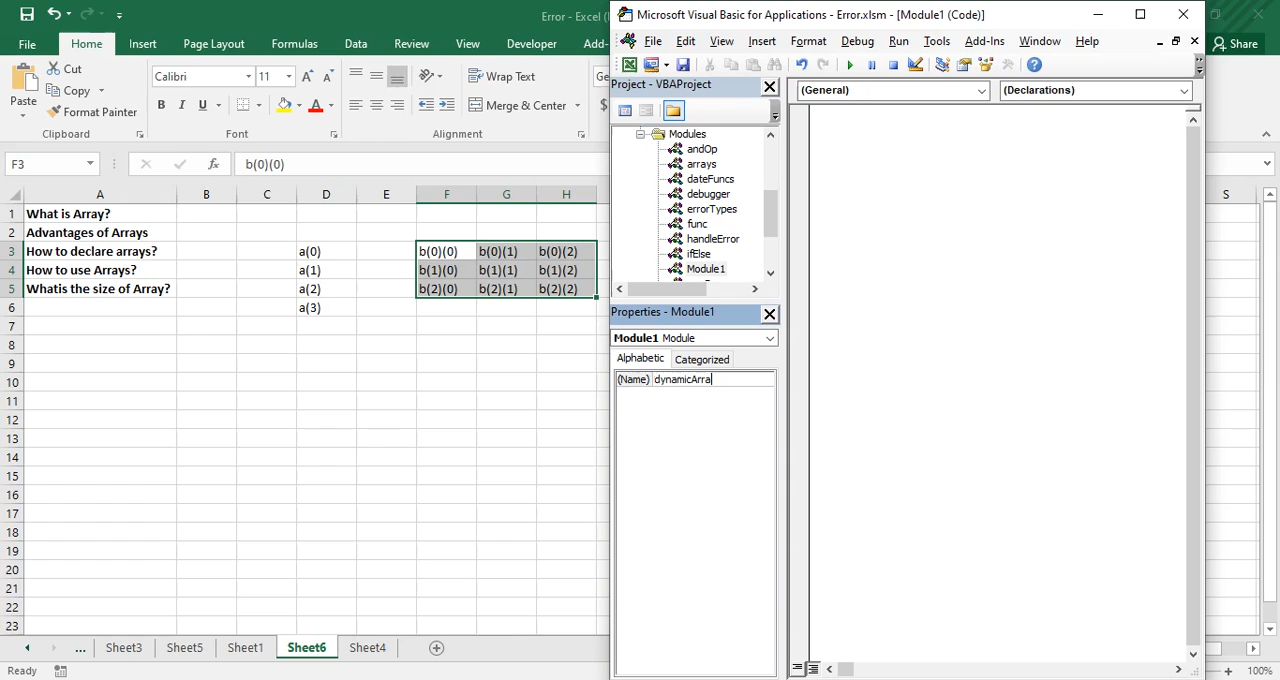 Error - Excel (
File Home Insert Page Layout Formulas Data Review View Developer Add-
Share
Paste
Cut
Copy
Format Painter
Clipboard
Calibri 11
B I U
Font
Wrap Text
Merge & Center
Alignment
Ge
$
F3 fx b(0)(0)
A B C D E F G H S
1 What is Array?
2 Advantages of Arrays
3 How to declare arrays? a(0) b(0)(0) b(0)(1) b(0)(2)
4 How to use Arrays? a(1) b(1)(0) b(1)(1) b(1)(2)
5 Whatis the size of Array? a(2) b(2)(0) b(2)(1) b(2)(2)
6 a(3)
7
8
9
10
11
12
13
14
15
16
17
18
19
20
21
22
23
... Sheet3 Sheet5 Sheet1 Sheet6 Sheet4
Ready
100%
Microsoft Visual Basic for Applications - Error.xlsm - [Module1 (Code)]
File Edit View Insert Format Debug Run Tools Add-Ins Window Help
Project - VBAProject
Modules
andOp
arrays
dateFuncs
debugger
errorTypes
func
handleError
ifElse
Module1
Properties - Module1
Module1 Module
Alphabetic Categorized
(Name) dynamicArra
(General) (Declarations)